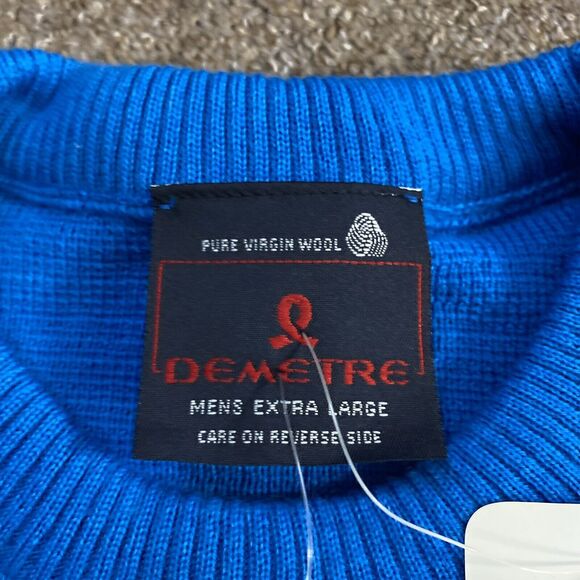 PURE VIRGIN WOOL
DEMETRE
MENS EXTRA LARGE
CARE ON REVERSE SIDE